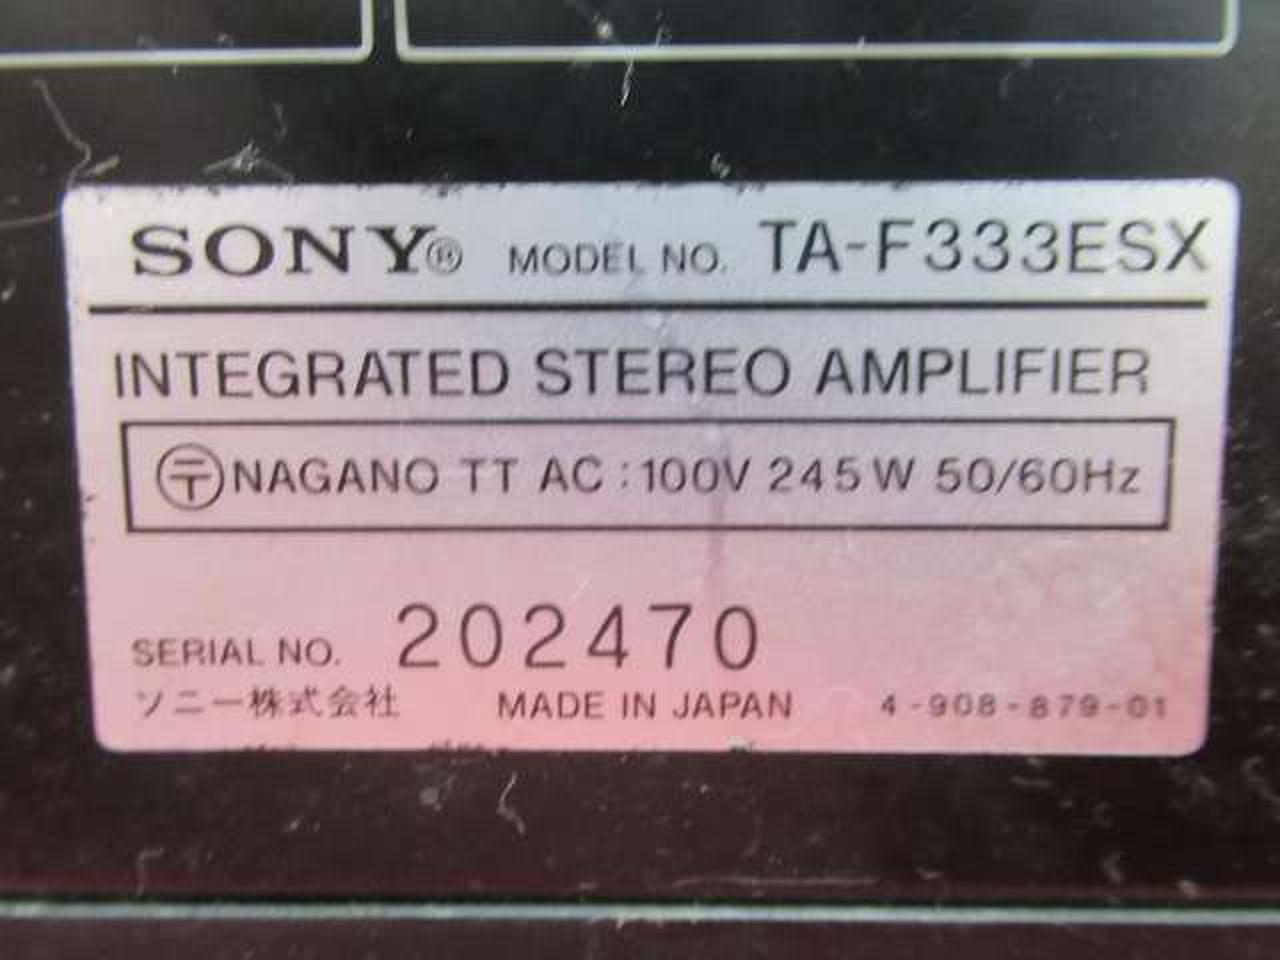 SONY® MODEL NO. TA-F333ESX
INTEGRATED STEREO AMPLIFIER
〶NAGANO TT AC:100V 245W 50/60Hz
SERIAL NO. 202470
ソニー株式会社 MADE IN JAPAN 4-908-879-01